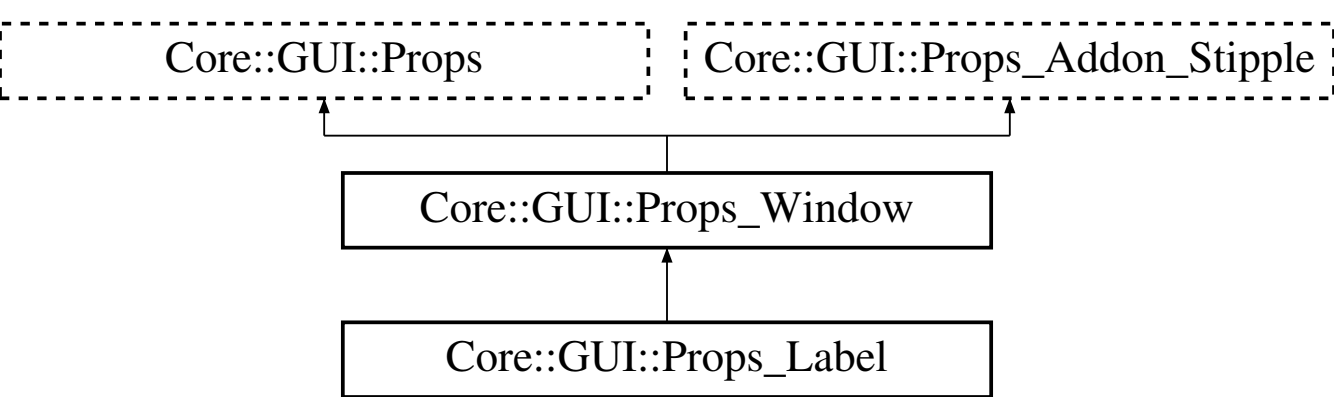 Core::GUI::Props
Core::GUI::Props_Addon_Stipple
Core::GUI::Props_Window
Core::GUI::Props_Label